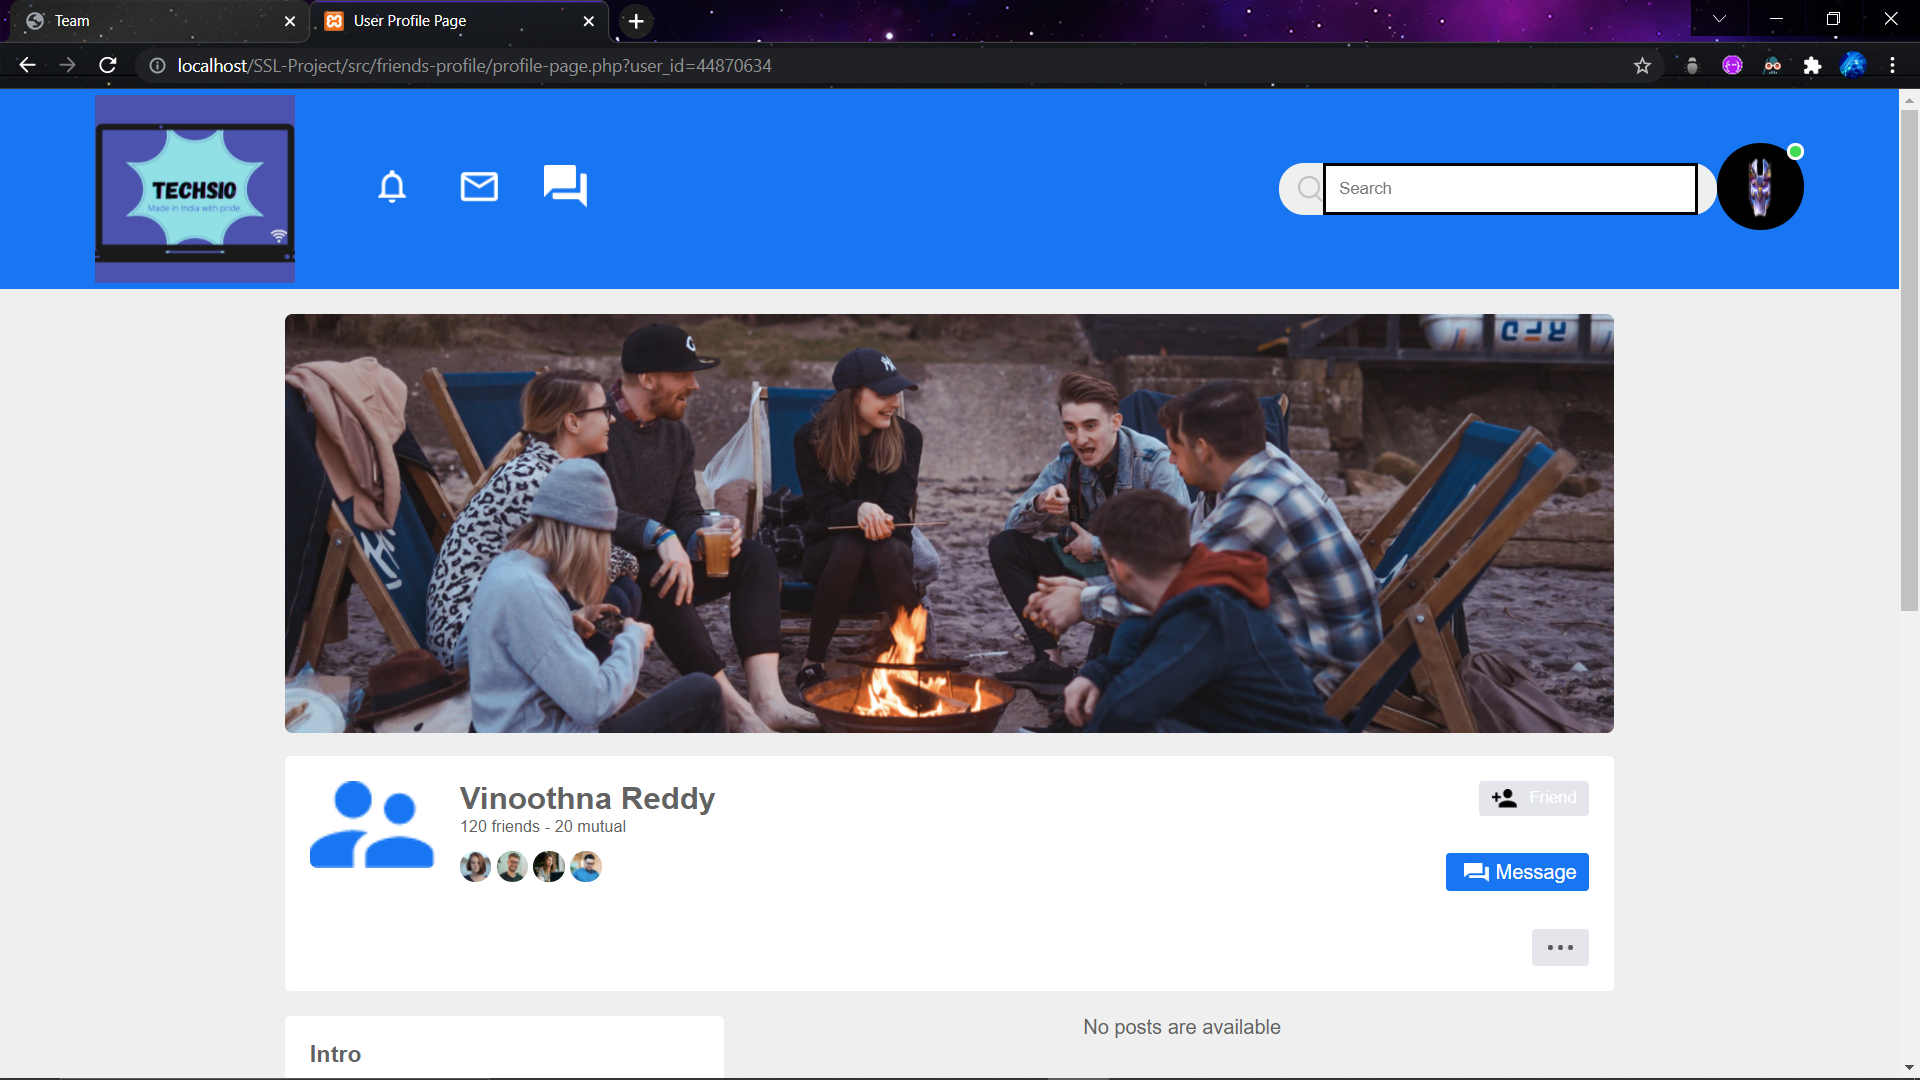 Team
User Profile Page
localhost/SSL-Project/src/friends-profile/profile-page.php?user_id=44870634
TECHSIO
Made in India with pride.
Search
Vinoothna Reddy
120 friends - 20 mutual
Friend
Message
No posts are available
Intro